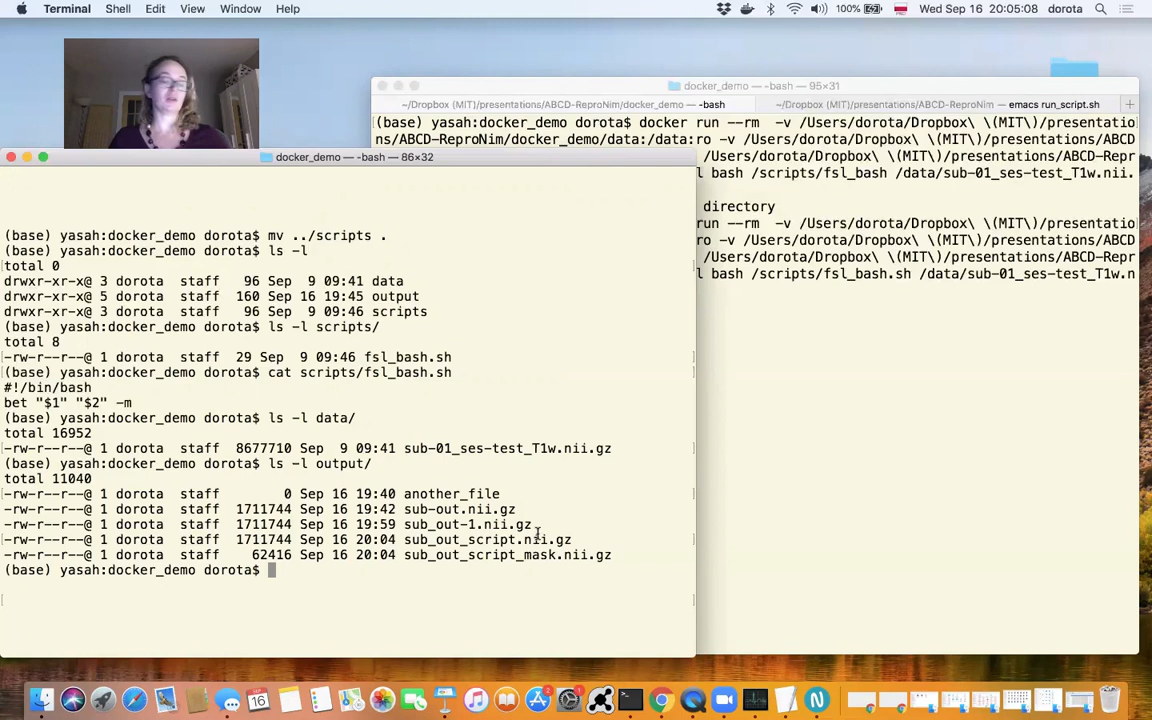 Terminal Shell Edit View Window Help 100% Wed Sep 16 20:05:08 dorota
docker_demo — -bash — 95×31
~/Dropbox (MIT)/presentations/ABCD-ReproNim/docker_demo — -bash ~/Dropbox (MIT)/presentations/ABCD-ReproNim — emacs run_script.sh +
(base) yasah:docker_demo dorota$ docker run --rm -v /Users/dorota/Dropbox\ \(MIT\)/presentatio
ns/ABCD-ReproNim/docker_demo/data:/data:ro -v /Users/dorota/Dropbox\ \(MIT\)/presentations/ABCD
/Users/dorota/Dropbox\ \(MIT\)/presentations/ABCD-Repr
l bash /scripts/fsl_bash /data/sub-01_ses-test_T1w.nii.
directory
run --rm -v /Users/dorota/Dropbox\ \(MIT\)/presentatio
ro -v /Users/dorota/Dropbox\ \(MIT\)/presentations/ABCD
/Users/dorota/Dropbox\ \(MIT\)/presentations/ABCD-Repr
l bash /scripts/fsl_bash.sh /data/sub-01_ses-test_T1w.n
docker_demo — -bash — 86×32
(base) yasah:docker_demo dorota$ mv ../scripts .
(base) yasah:docker_demo dorota$ ls -l
total 0
drwxr-xr-x@ 3 dorota staff 96 Sep 9 09:41 data
drwxr-xr-x@ 5 dorota staff 160 Sep 16 19:45 output
drwxr-xr-x@ 3 dorota staff 96 Sep 9 09:46 scripts
(base) yasah:docker_demo dorota$ ls -l scripts/
total 8
-rw-r--r--@ 1 dorota staff 29 Sep 9 09:46 fsl_bash.sh
(base) yasah:docker_demo dorota$ cat scripts/fsl_bash.sh
#!/bin/bash
bet "$1" "$2" -m
(base) yasah:docker_demo dorota$ ls -l data/
total 16952
-rw-r--r--@ 1 dorota staff 8677710 Sep 9 09:41 sub-01_ses-test_T1w.nii.gz
(base) yasah:docker_demo dorota$ ls -l output/
total 11040
-rw-r--r--@ 1 dorota staff 0 Sep 16 19:40 another_file
-rw-r--r--@ 1 dorota staff 1711744 Sep 16 19:42 sub-out.nii.gz
-rw-r--r--@ 1 dorota staff 1711744 Sep 16 19:59 sub_out-1.nii.gz
-rw-r--r--@ 1 dorota staff 1711744 Sep 16 20:04 sub_out_script.nii.gz
-rw-r--r--@ 1 dorota staff 62416 Sep 16 20:04 sub_out_script_mask.nii.gz
(base) yasah:docker_demo dorota$